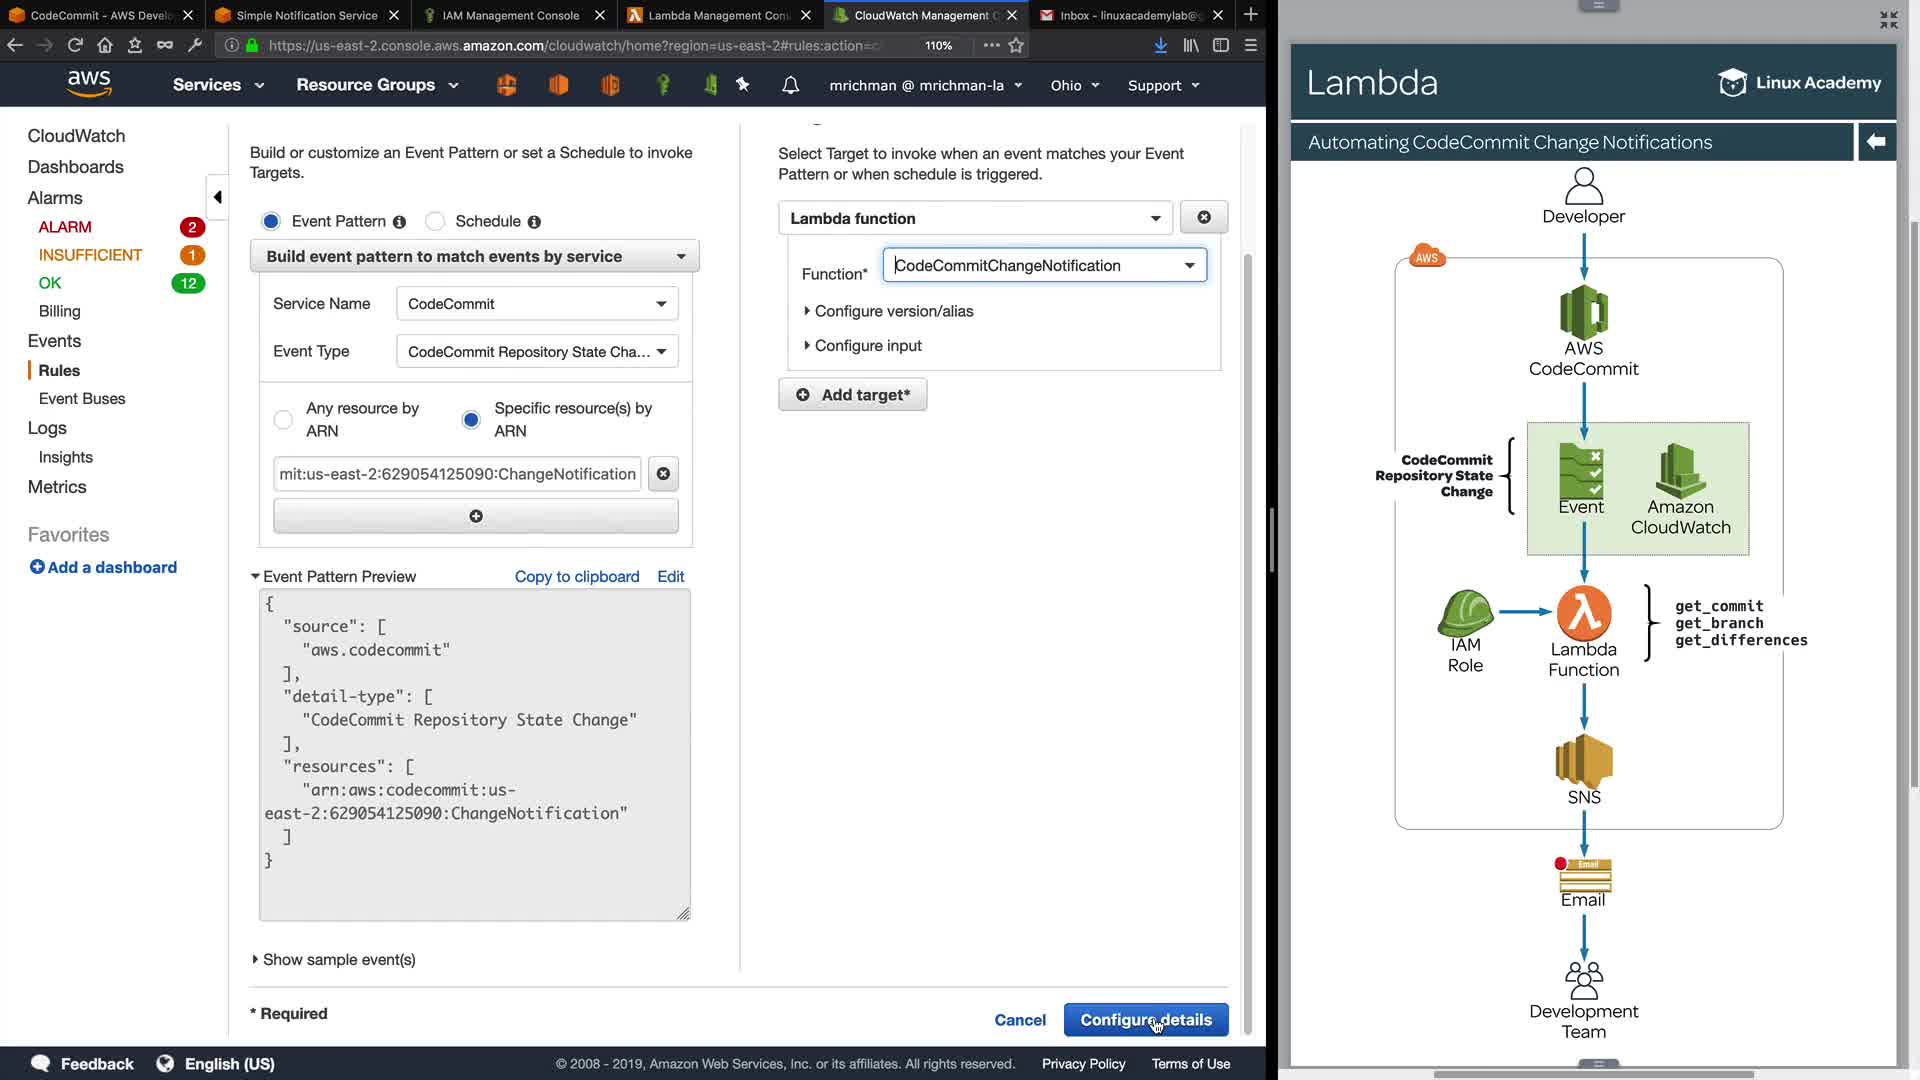 CodeCommit - AWS Develo
Simple Notification Service
IAM Management Console
Lambda Management Con
CloudWatch Management C
Inbox - linuxacademylab@g
https://us-east-2.console.aws.amazon.com/cloudwatch/home?region=us-east-2#rules:action=c
110%
aws
Services
Resource Groups
mrichman @ mrichman-la
Ohio
Support
CloudWatch
Dashboards
Alarms
ALARM 2
INSUFFICIENT 1
OK 12
Billing
Events
Rules
Event Buses
Logs
Insights
Metrics
Favorites
Add a dashboard
Build or customize an Event Pattern or set a Schedule to invoke
Targets.
Event Pattern
Schedule
Build event pattern to match events by service
Service Name
CodeCommit
Event Type
CodeCommit Repository State Cha...
Any resource by
ARN
Specific resource(s) by
ARN
mit:us-east-2:629054125090:ChangeNotification
Event Pattern Preview
Copy to clipboard
Edit
{
"source": [
"aws.codecommit"
],
"detail-type": [
"CodeCommit Repository State Change"
],
"resources": [
"arn:aws:codecommit:us-
east-2:629054125090:ChangeNotification"
]
}
Show sample event(s)
* Required
Select Target to invoke when an event matches your Event
Pattern or when schedule is triggered.
Lambda function
Function*
CodeCommitChangeNotification
Configure version/alias
Configure input
Add target*
Cancel
Configure details
Feedback
English (US)
© 2008 - 2019, Amazon Web Services, Inc. or its affiliates. All rights reserved.
Privacy Policy
Terms of Use
Lambda
Linux Academy
Automating CodeCommit Change Notifications
Developer
AWS
AWS
CodeCommit
CodeCommit
Repository State
Change
Event
Amazon
CloudWatch
IAM
Role
Lambda
Function
get_commit
get_branch
get_differences
SNS
Email
Email
Development
Team